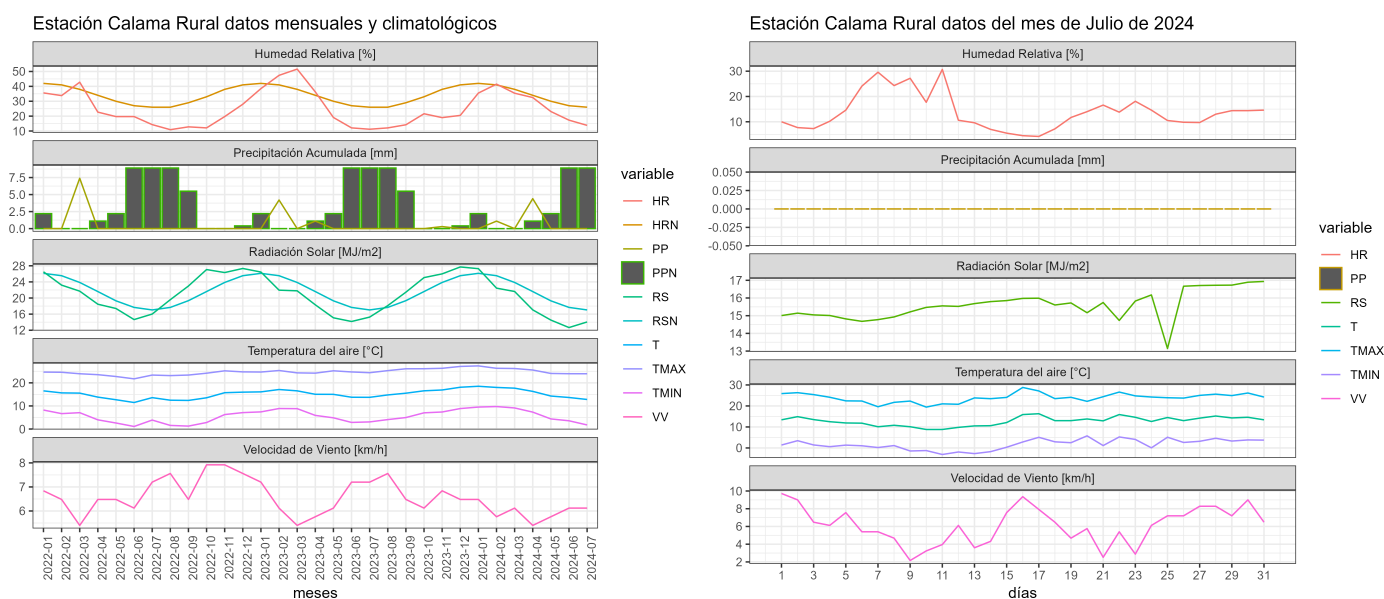 Estación Calama Rural datos mensuales y climatológicos
Humedad Relativa [%]
50
40
30
20
10
Precipitación Acumulada [mm]
7.5
5.0
2.5
0.0
Radiación Solar [MJ/m2]
28
24
20
16
12
Temperatura del aire [°C]
20
10
0
Velocidad de Viento [km/h]
8
7
6
2022-01
2022-02
2022-03
2022-04
2022-05
2022-06
2022-07
2022-08
2022-09
2022-10
2022-11
2022-12
2023-01
2023-02
2023-03
2023-04
2023-05
2023-06
2023-07
2023-08
2023-09
2023-10
2023-11
2023-12
2024-01
2024-02
2024-03
2024-04
2024-05
2024-06
2024-07
meses
variable
HR
HRN
PP
PPN
RS
RSN
T
TMAX
TMIN
VV
Estación Calama Rural datos del mes de Julio de 2024
Humedad Relativa [%]
30
20
10
Precipitación Acumulada [mm]
0.050
0.025
0.000
-0.025
-0.050
Radiación Solar [MJ/m2]
17
16
15
14
13
Temperatura del aire [°C]
30
20
10
0
Velocidad de Viento [km/h]
10
8
6
4
2
1 3 5 7 9 11 13 15 17 19 21 23 25 27 29 31
días
variable
HR
PP
RS
T
TMAX
TMIN
VV